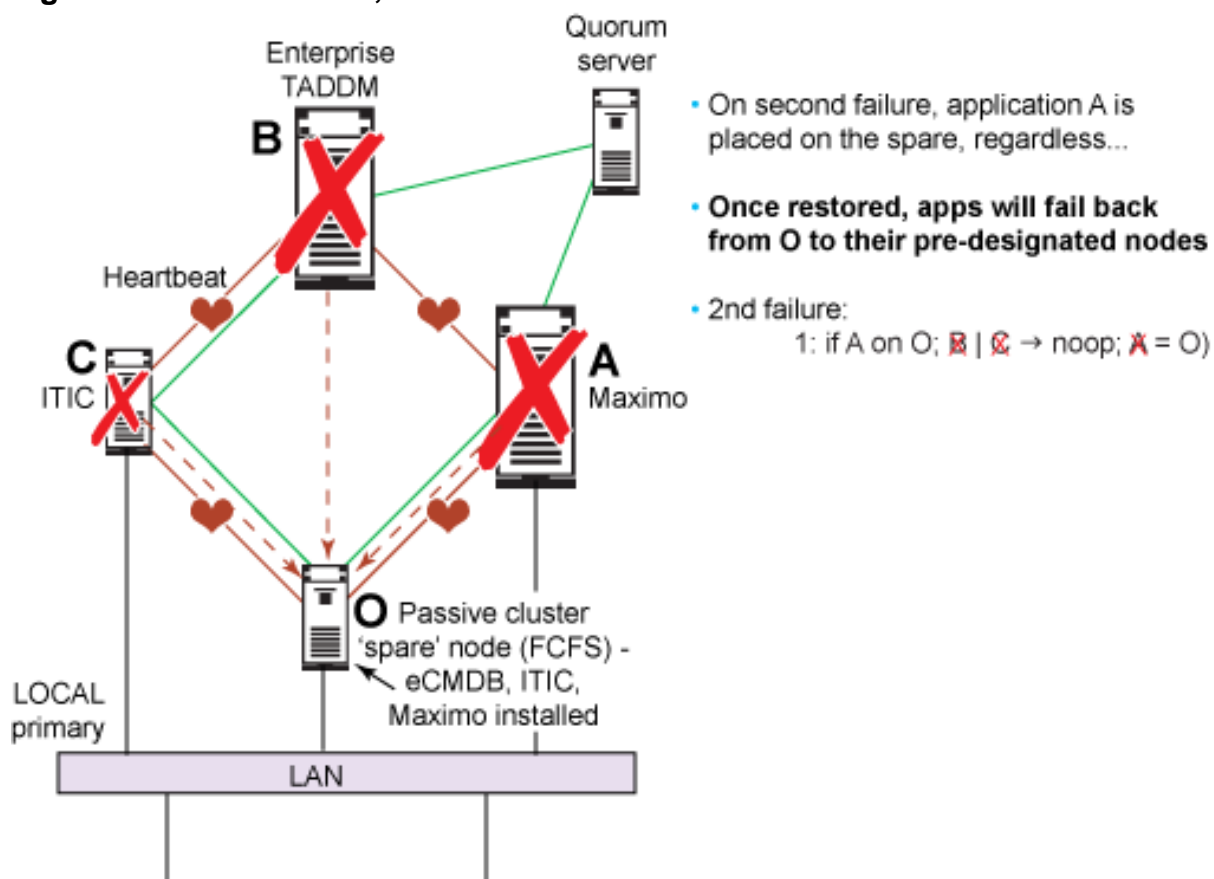 Enterprise
TADDM
B
Quorum
server
• On second failure, application A is
placed on the spare, regardless...
• Once restored, apps will fail back
from O to their pre-designated nodes
• 2nd failure:
1: if A on O; B | C → noop; A = O)
Heartbeat
C
ITIC
A
Maximo
O Passive cluster
'spare' node (FCFS) -
eCMDB, ITIC,
Maximo installed
LOCAL
primary
LAN